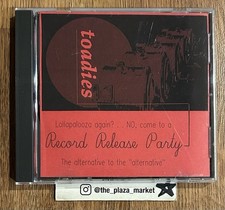 toadies
Lollapalooza again? . . . NO, come to a
Record Release Party
The alternative to the "alternative"
@the_plaza_market